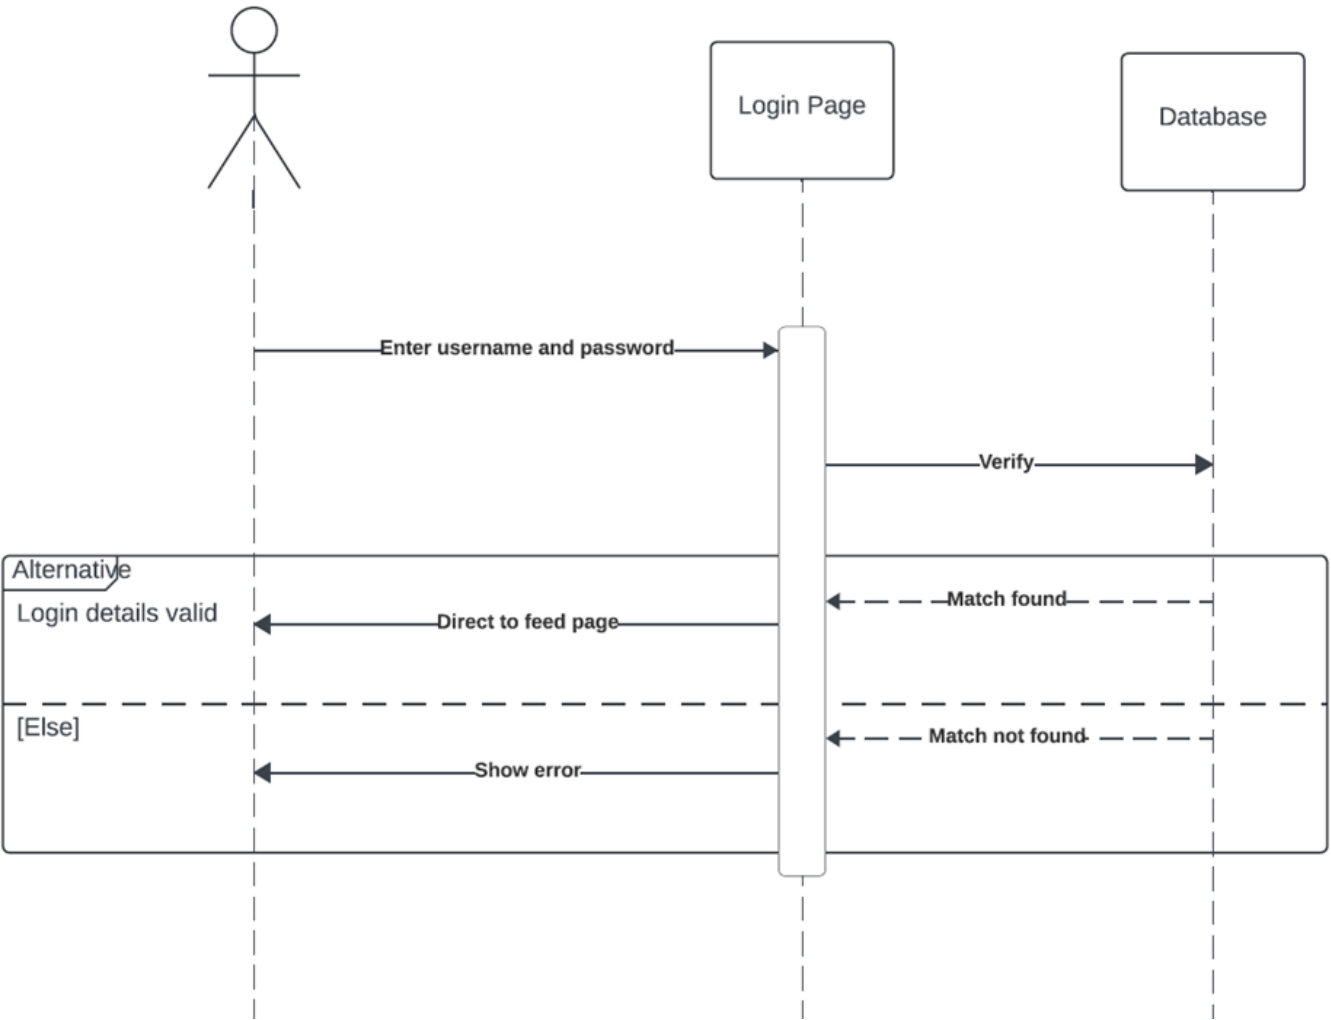 Login Page
Database
Enter username and password
Verify
Alternative
Login details valid
Match found
Direct to feed page
[Else]
Match not found
Show error